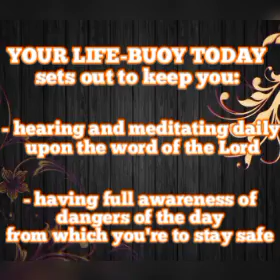 YOUR LIFE-BUOY TODAY
sets out to keep you:
- hearing and meditating daily
upon the word of the Lord
- having full awareness of
dangers of the day
from which you're to stay safe